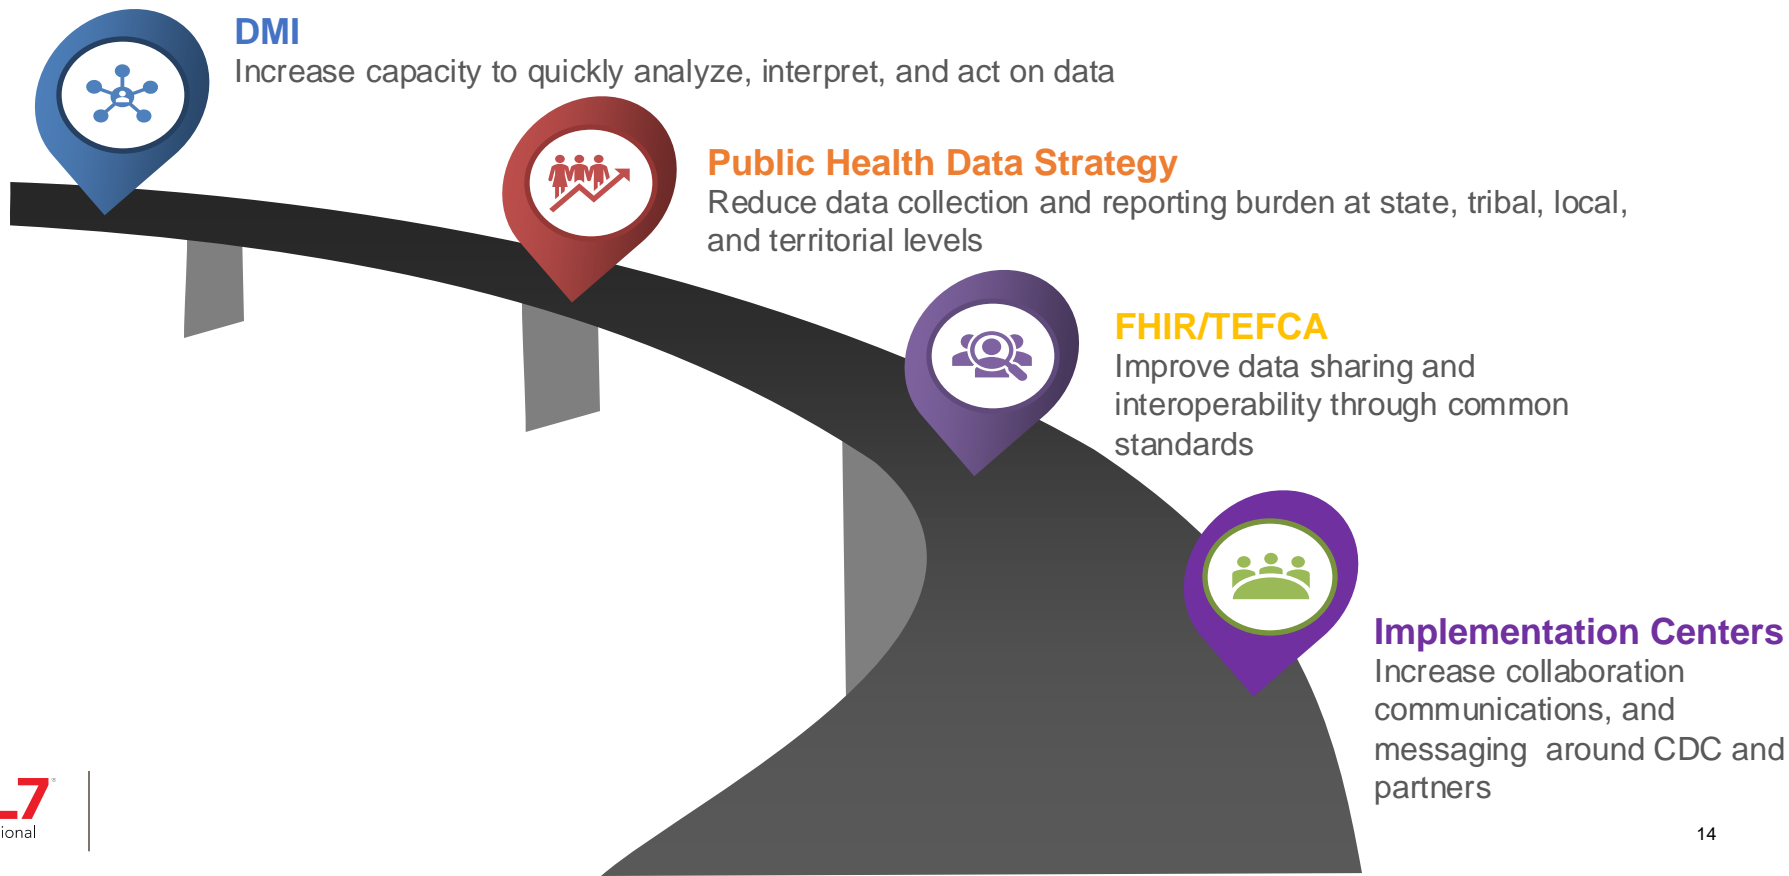 DMI
Increase capacity to quickly analyze, interpret, and act on data
Public Health Data Strategy
Reduce data collection and reporting burden at state, tribal, local,
and territorial levels
FHIR/TEFCA
Improve data sharing and
interoperability through common
standards
Implementation Centers
Increase collaboration
communications, and
messaging  around CDC and
partners
L7
ional
14